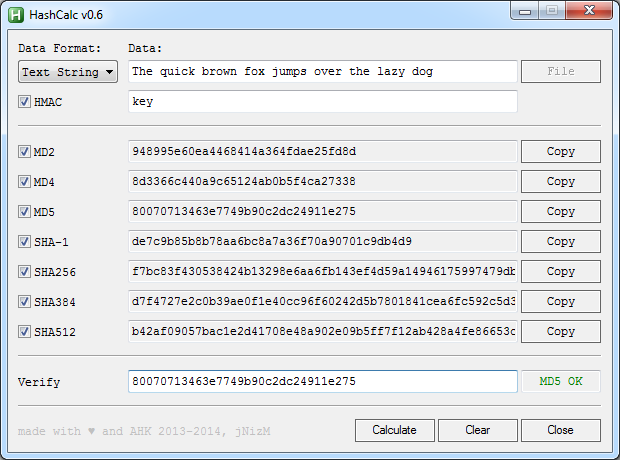 HashCalc v0.6
Data Format: Data:
Text String The quick brown fox jumps over the lazy dog File
HMAC key
MD2 948995e60ea4468414a364fdae25fd8d Copy
MD4 8d3366c440a9c65124ab0b5f4ca27338 Copy
MD5 80070713463e7749b90c2dc24911e275 Copy
SHA-1 de7c9b85b8b78aa6bc8a7a36f70a90701c9db4d9 Copy
SHA256 f7bc83f430538424b13298e6aa6fb143ef4d59a14946175997479db Copy
SHA384 d7f4727e2c0b39ae0f1e40cc96f60242d5b7801841cea6fc592c5d3 Copy
SHA512 b42af09057bac1e2d41708e48a902e09b5ff7f12ab428a4fe86653c Copy
Verify 80070713463e7749b90c2dc24911e275 MD5 OK
made with ♥ and AHK 2013-2014, jNizM Calculate Clear Close